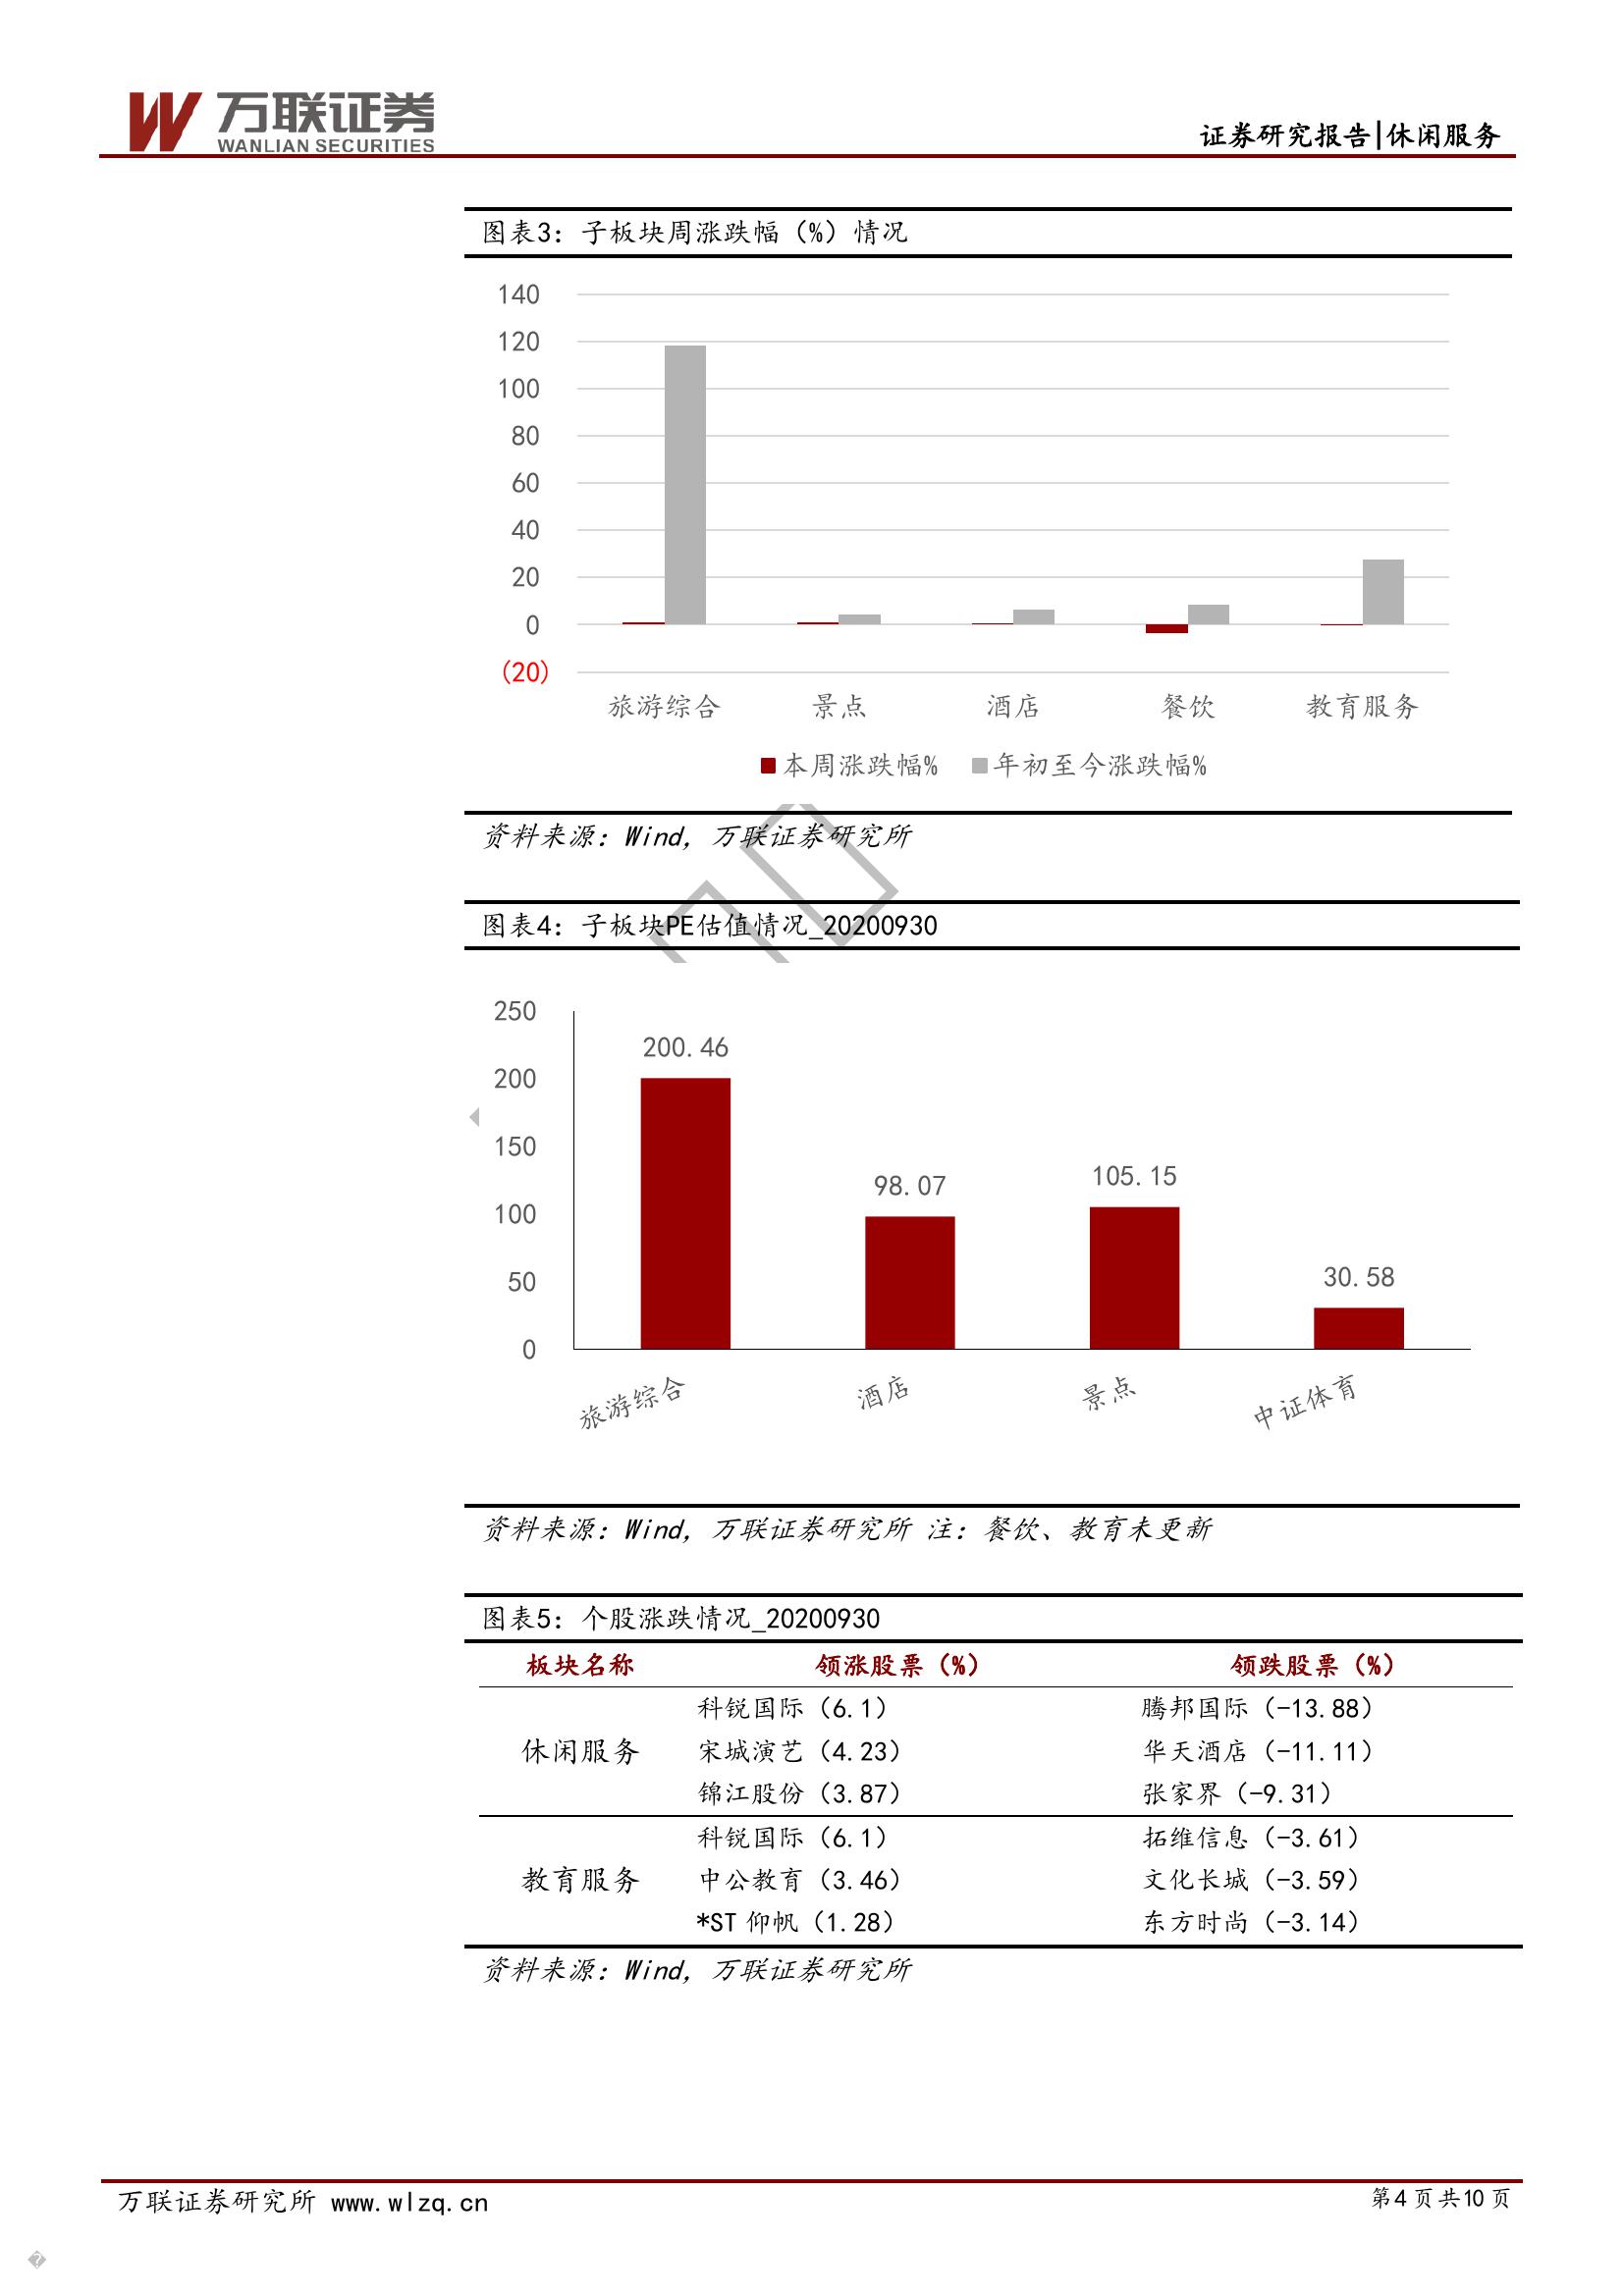 万联证券
WANLIAN SECURITIES
证券研究报告|休闲服务
图表3：子板块周涨跌幅（%）情况
140
120
100
80
60
40
20
0
(20)
旅游综合 景点 酒店 餐饮 教育服务
本周涨跌幅% 年初至今涨跌幅%
资料来源：Wind，万联证券研究所
图表4：子板块PE估值情况_20200930
250
200
150
100
50
0
200.46 98.07 105.15 30.58
旅游综合 酒店 景点 中证体育
资料来源：Wind，万联证券研究所 注：餐饮、教育未更新
图表5：个股涨跌情况_20200930
板块名称 领涨股票（%） 领跌股票（%）
科锐国际（6.1） 腾邦国际（-13.88）
休闲服务 宋城演艺（4.23） 华天酒店（-11.11）
锦江股份（3.87） 张家界（-9.31）
科锐国际（6.1） 拓维信息（-3.61）
教育服务 中公教育（3.46） 文化长城（-3.59）
*ST 仰帆（1.28） 东方时尚（-3.14）
资料来源：Wind，万联证券研究所
万联证券研究所 www.wlzq.cn 第4页共10页